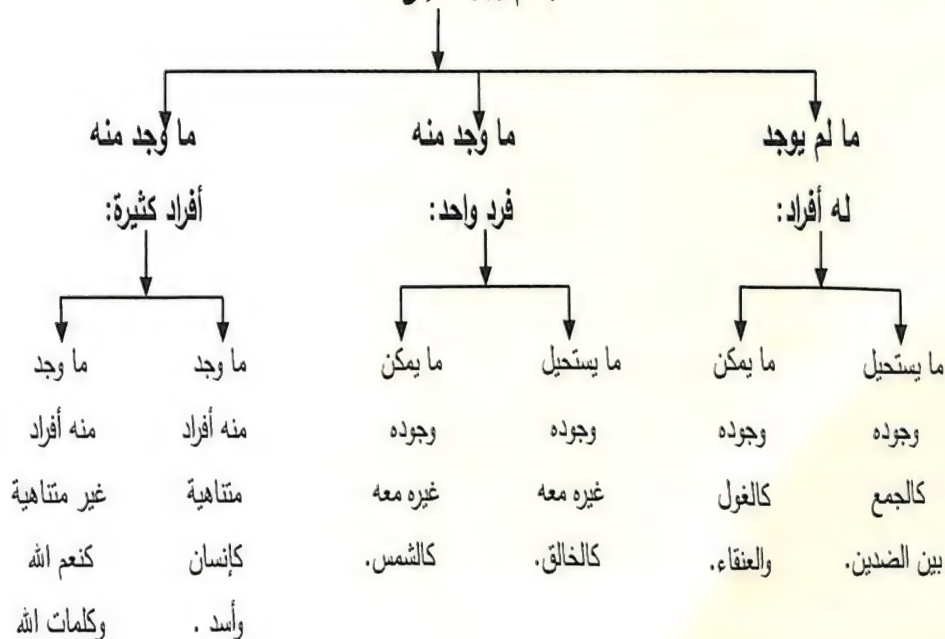 ما لم يوجد
له أفراد:
ما وجد منه
فرد واحد:
ما وجد منه
أفراد كثيرة:
ما يستحيل
وجوده
كالجمع
بين الضدين.
ما يمكن
وجوده
كالغول
والعنقاء.
ما يستحيل
وجوده
غيره معه
كالخالق.
ما يمكن
وجوده
غيره معه
كالشمس.
ما وجد
منه أفراد
متناهية
كإنسان
وأسد .
ما وجد
منه أفراد
غير متناهية
كنعم الله
وكلمات الله